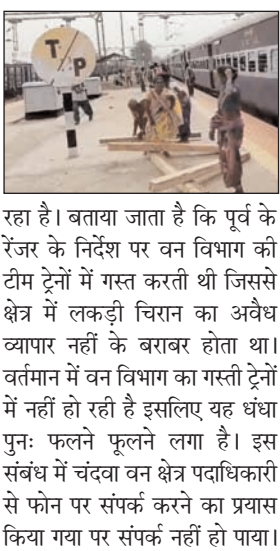 T/P
रहा है। बताया जाता है कि पूर्व के
रेंजर के निर्देश पर वन विभाग की
टीम ट्रेनों में गस्त करती थी जिससे
क्षेत्र में लकड़ी चिरान का अवैध
व्यापार नहीं के बराबर होता था।
वर्तमान में वन विभाग का गस्ती ट्रेनों
में नहीं हो रही है इसलिए यह धंधा
पुनः फलने फूलने लगा है। इस
संबंध में चंदवा वन क्षेत्र पदाधिकारी
से फोन पर संपर्क करने का प्रयास
किया गया पर संपर्क नहीं हो पाया।